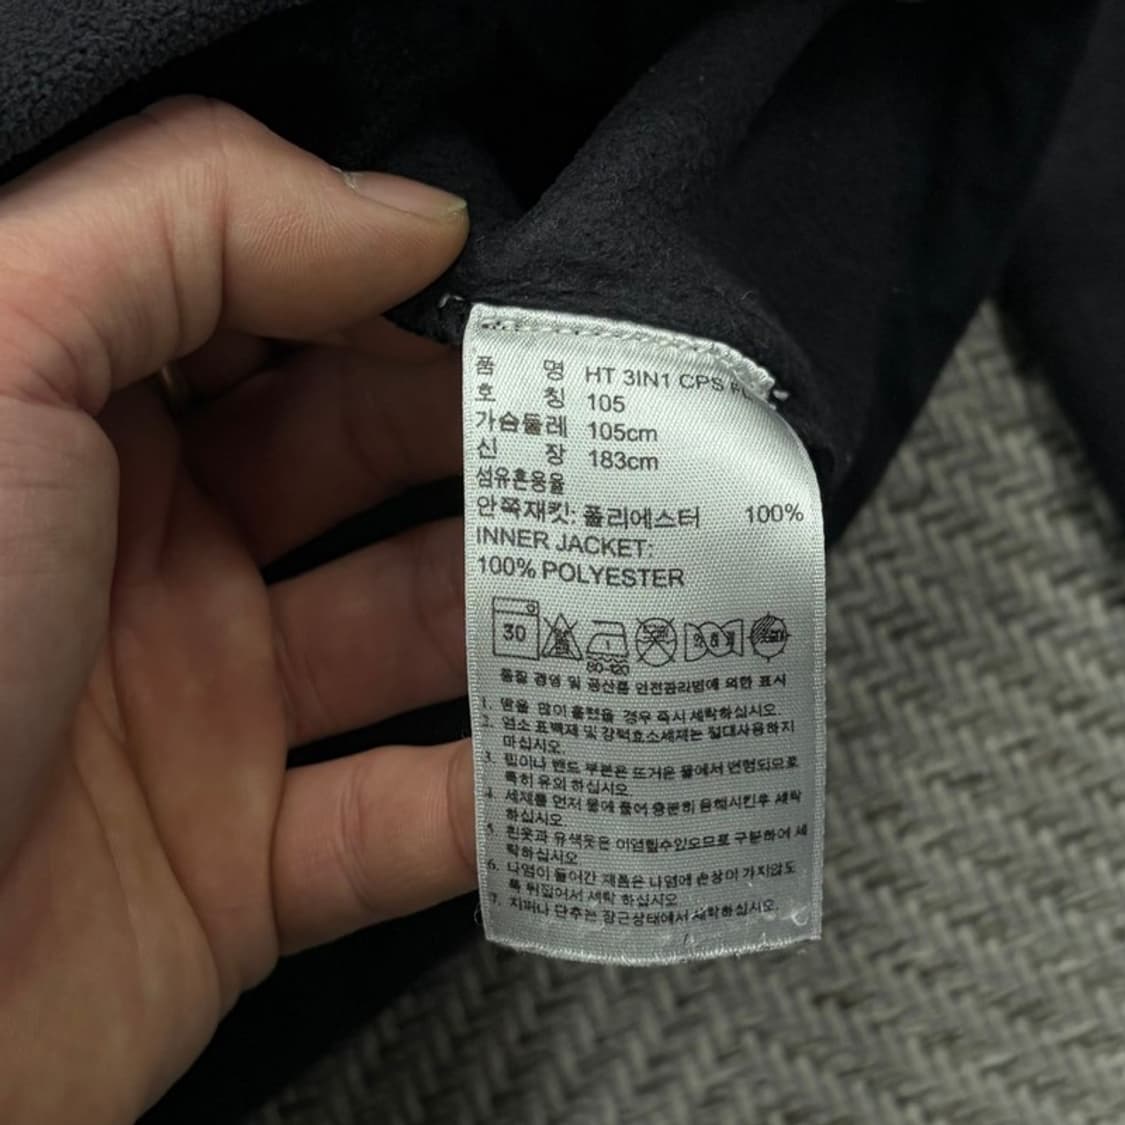 품 명 HT 3IN1 CPS
호 칭 105
가슴둘레 105cm
신 장 183cm
섬유혼용율
안쪽재킷: 폴리에스터 100%
INNER JACKET:
100% POLYESTER
30
80-120
품질 경영 및 공산품 안전관리법에 의한 표시
1. 땀을 많이 흘렸을 경우 즉시 세탁하십시오
2. 염소 표백제 및 강력효소세제는 절대사용하지
마십시오.
3. 립이나 밴드 부분은 뜨거운 물에서 변형되므로
특히 유의 하십시오.
4. 세제를 먼저 물에 풀어 충분히 용해시킨후 세탁
하십시오.
5. 흰옷과 유색옷은 이염될수있으므로 구분하여 세
탁하십시오
6. 나염이 들어간 제품은 나염에 손상이 가지않도
록 뒤집어서 세탁 하십시오
7. 지퍼나 단추는 잠근상태에서 세탁하십시오.